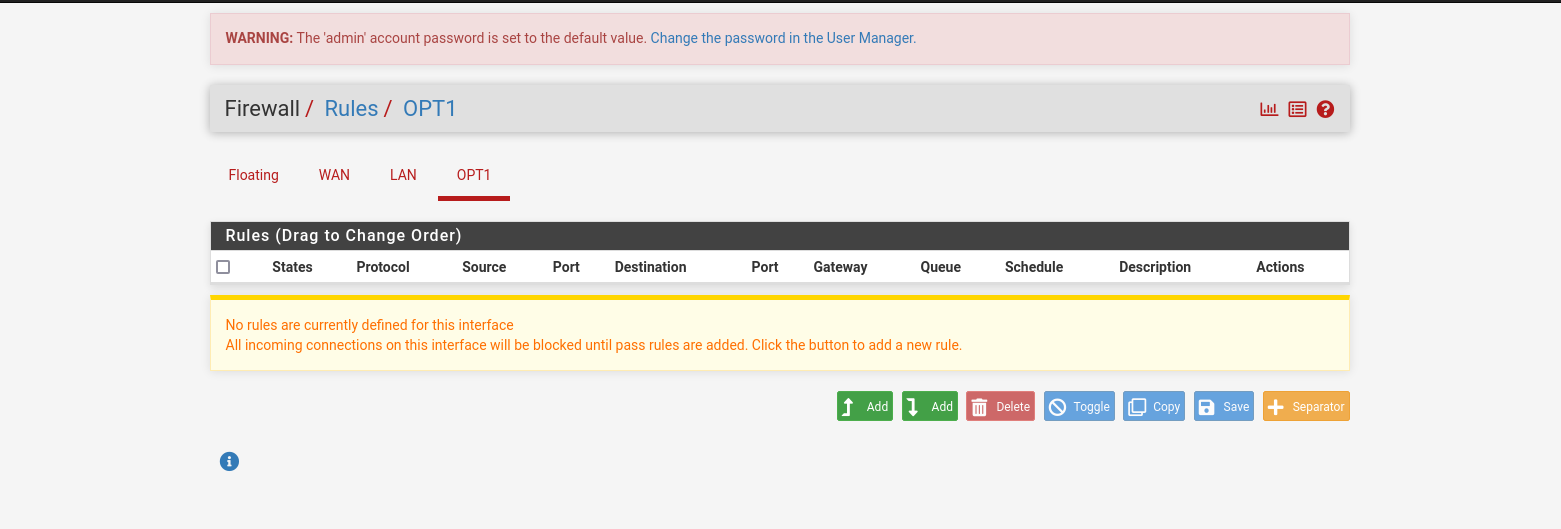 WARNING: The 'admin' account password is set to the default value. Change the password in the User Manager.
Firewall / Rules / OPT1
Floating WAN LAN OPT1
Rules (Drag to Change Order)
States Protocol Source Port Destination Port Gateway Queue Schedule Description Actions
No rules are currently defined for this interface
All incoming connections on this interface will be blocked until pass rules are added. Click the button to add a new rule.
Add Add Delete Toggle Copy Save Separator